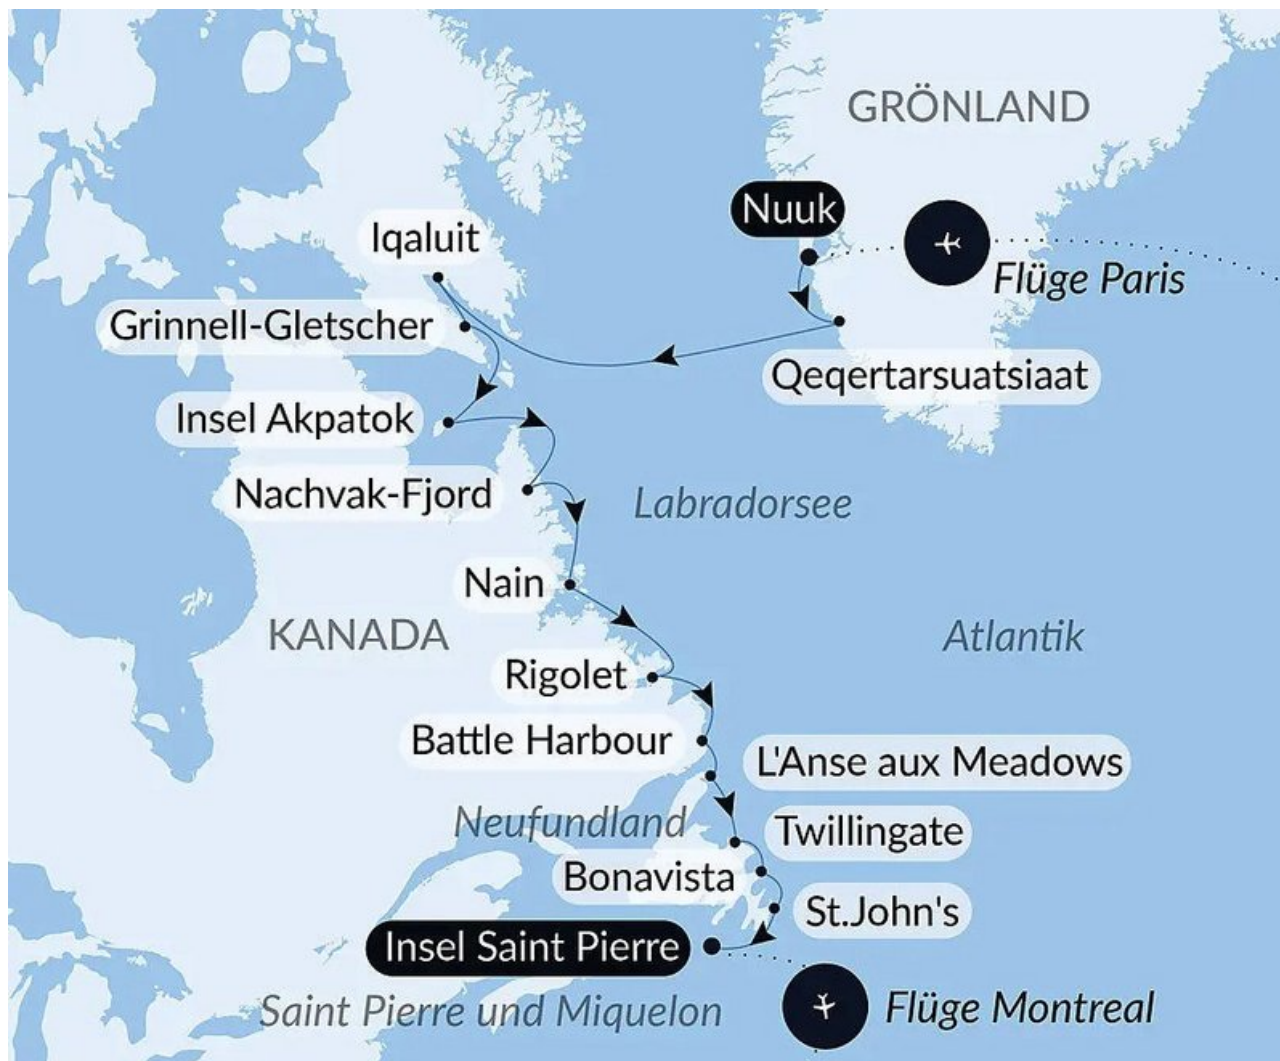 GRÖNLAND
Nuuk
Iqaluit
Flüge Paris
Grinnell-Gletscher
Qeqertarsuatsiaat
Insel Akpatok
Nachvak-Fjord
Labradorsee
Nain
KANADA
Atlantik
Rigolet
Battle Harbour
L'Anse aux Meadows
Neufundland
Twillingate
Bonavista
St.John's
Insel Saint Pierre
Saint Pierre und Miquelon
Flüge Montreal